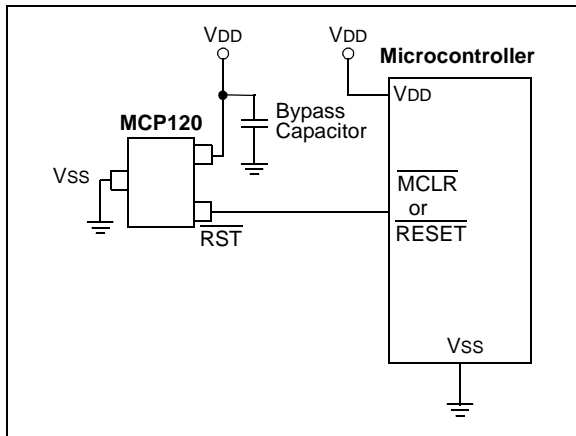 VDD
VDD
Microcontroller
VDD
Bypass
Capacitor
MCP120
VSS
MCLR
or
RESET
RST
VSS